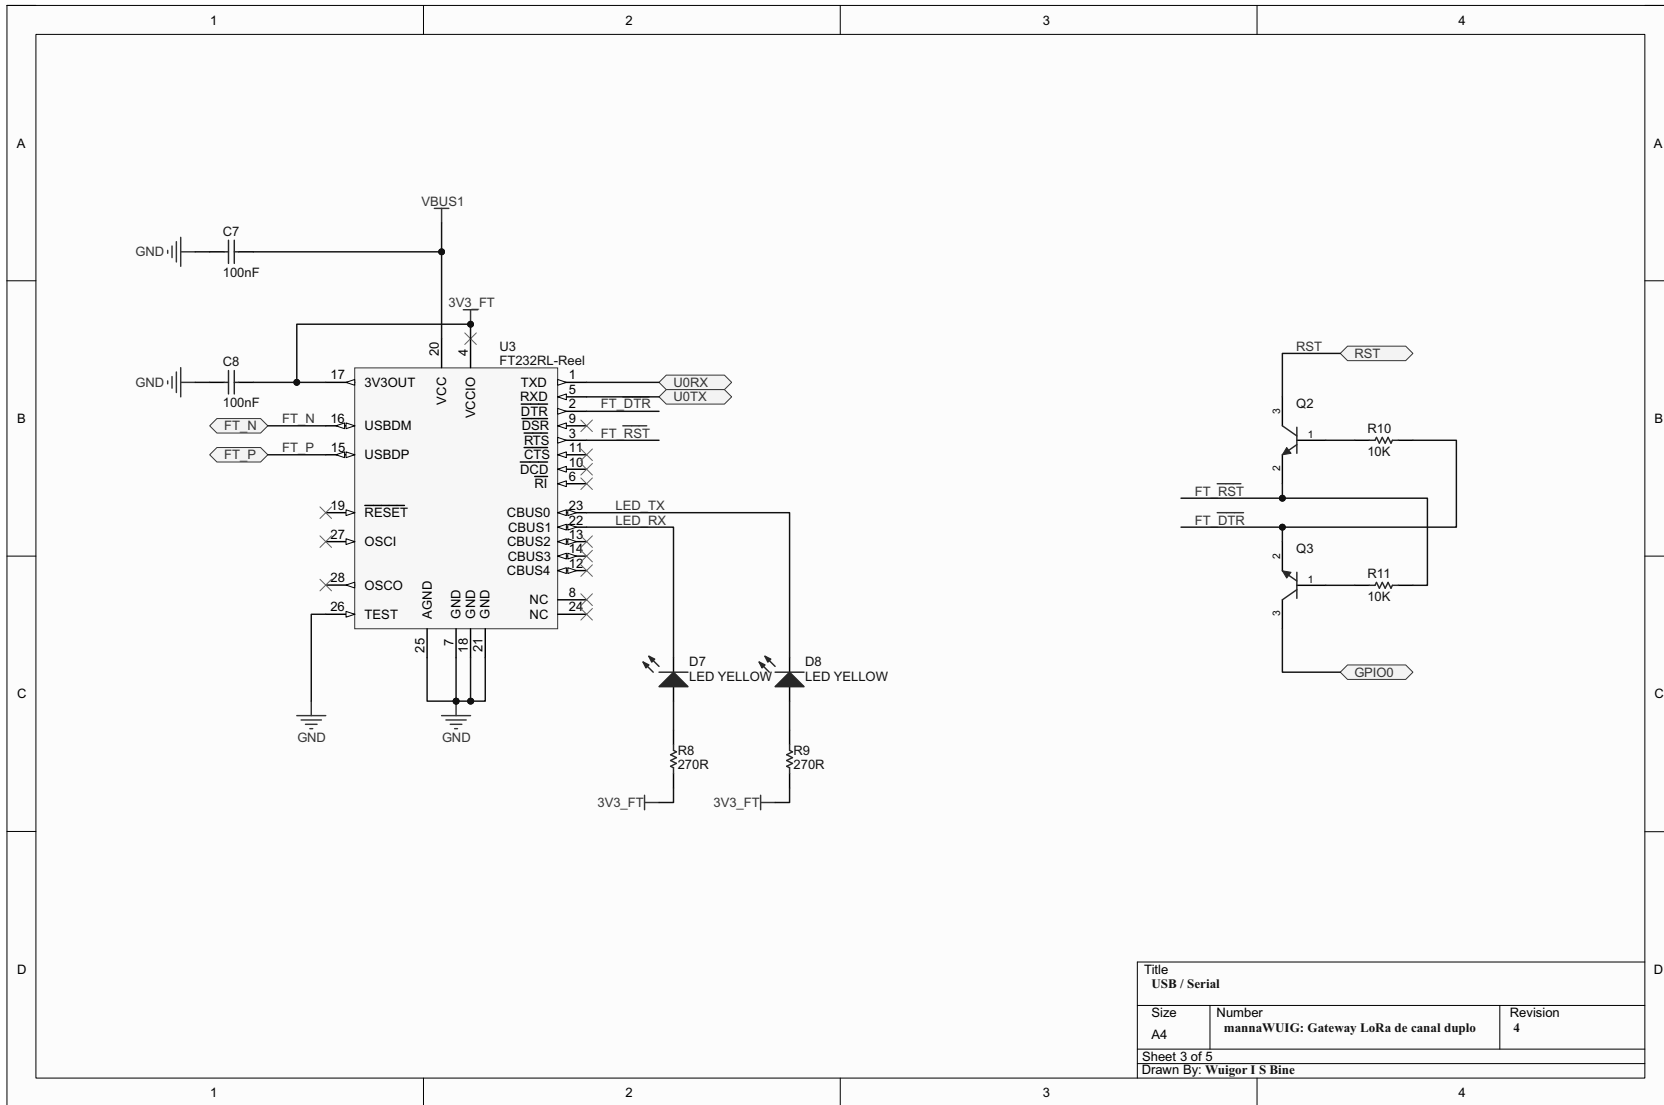 1 2 3 4
A A
VBUS1
C7
GND
100nF
3V3_FT
20
4
U3
FT232RL-Reel
C8
GND
100nF
17 3V3OUT
VCC
VCCIO
TXD 1 U0RX
RXD 5 U0TX
DTR 2 FT_DTR
FT_N FT_N 16 USBDM
DSR 9
RTS 3 FT_RST
FT_P FT_P 15 USBDP
CTS 11
DCD 10
RI 6
19 RESET
CBUS0 23 LED_TX
CBUS1 22 LED_RX
27 OSCI
CBUS2 13
CBUS3 14
CBUS4 12
28 OSCO
26 TEST
AGND
GND
GND
GND
NC 8
NC 24
25
7
18
21
GND
GND
D7
LED YELLOW
D8
LED YELLOW
R8
270R
R9
270R
3V3_FT
3V3_FT
B B
RST RST
Q2
3
1
2
R10
10K
FT_RST
FT_DTR
Q3
2
1
3
R11
10K
GPIO0
C C
D D
Title
USB / Serial
Size
A4
Number
mannaWUIG: Gateway LoRa de canal duplo
Revision
4
Sheet 3 of 5
Drawn By: Wuigor I S Bine
1 2 3 4